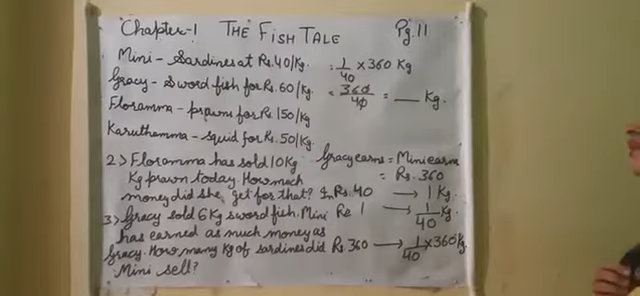 Chapter-1 THE FISH TALE Pg.11
Mini - Sardines at Rs.40/Kg. = 1/40 x 360 Kg
Gracy - Sword fish for Rs.60/Kg. = 360/40 = __ Kg.
Floramma - prawns for Rs 150/Kg
Karuthamma - squid for Rs.50/Kg.
2) Floramma has sold 10Kg Gracy earns = Mini earns
Kg prawn today. How much = Rs. 360
money did she get for that? In Rs.40 → 1 Kg.
3) Gracy sold 6 Kg sword fish. Mini Re 1 → 1/40 Kg.
has earned as much money as
Gracy. How many Kg of sardines did Rs 360 → 1/40 x 360 Kg.
Mini sell?